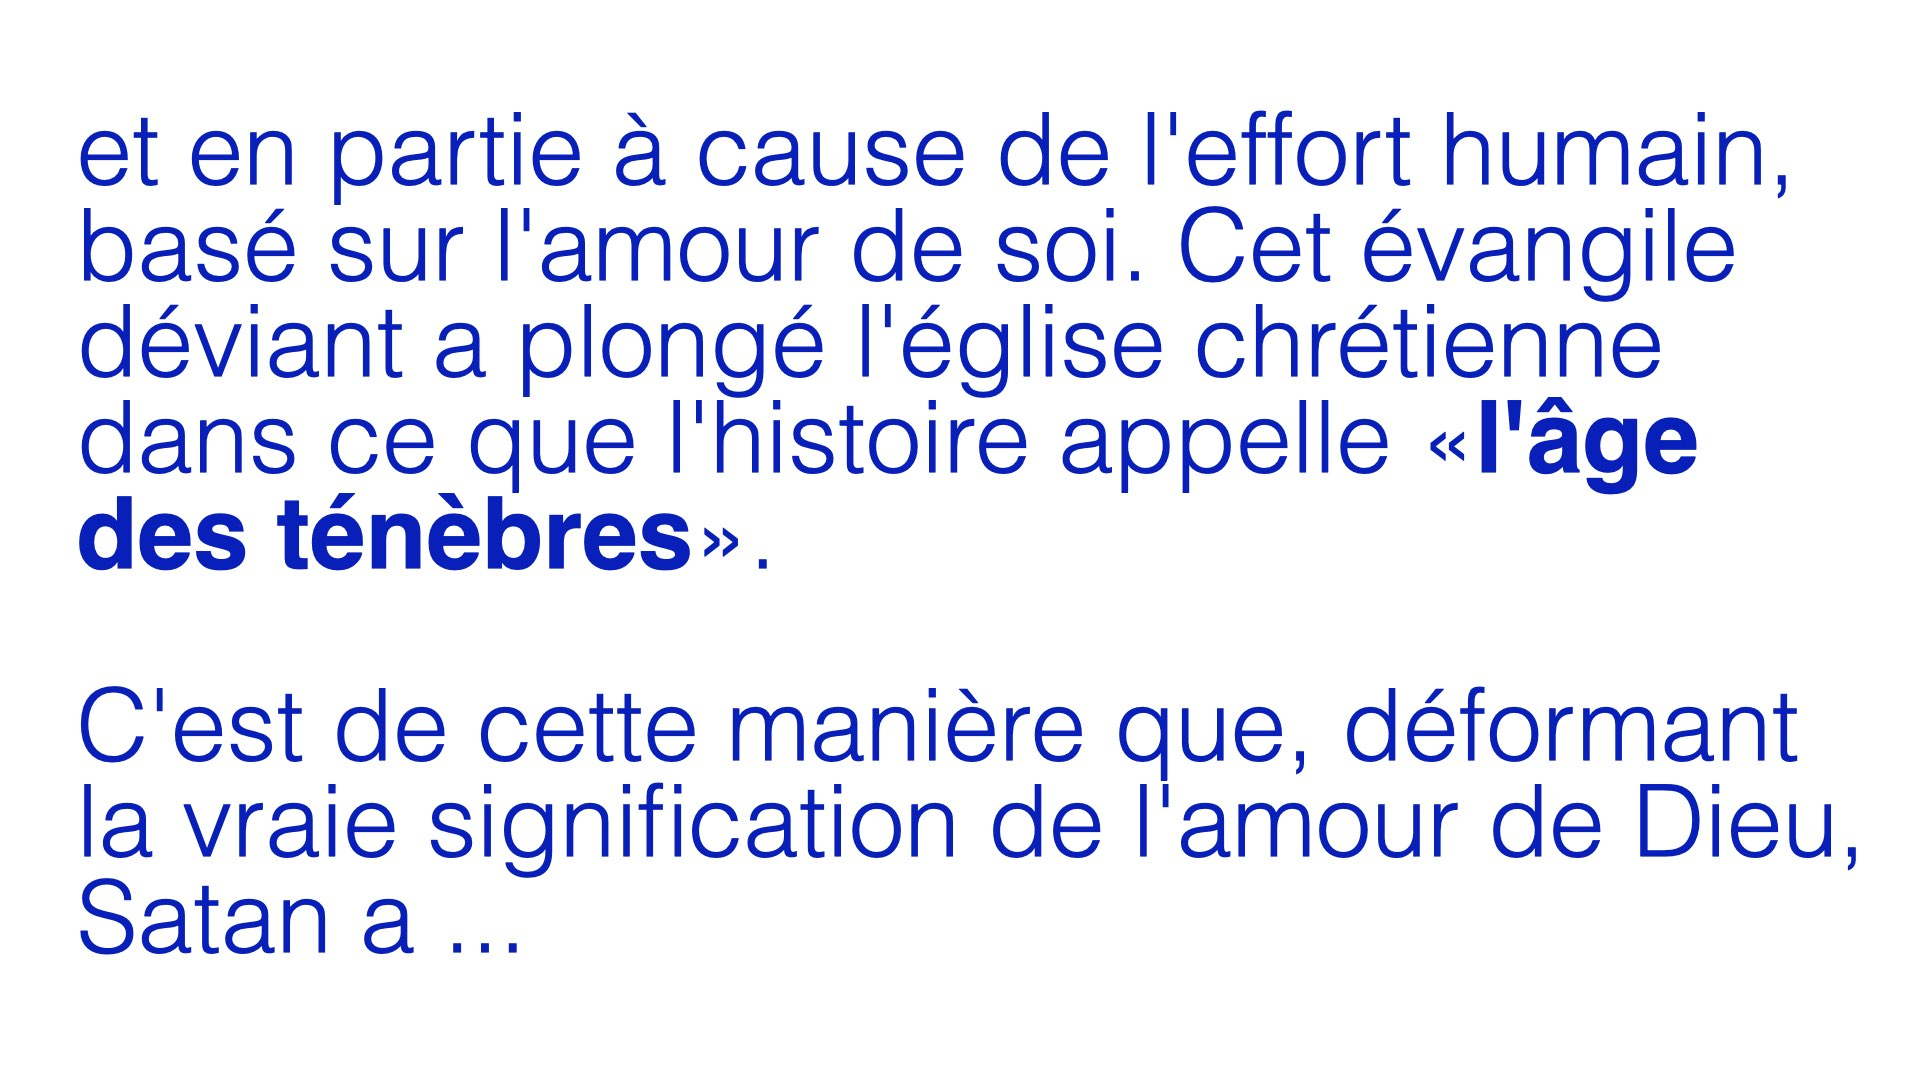 et en partie à cause de l'effort humain,
basé sur l'amour de soi. Cet évangile
déviant a plongé l'église chrétienne
dans ce que l'histoire appelle «l'âge
des ténèbres».
C'est de cette manière que, déformant
la vraie signification de l'amour de Dieu,
Satan a ...